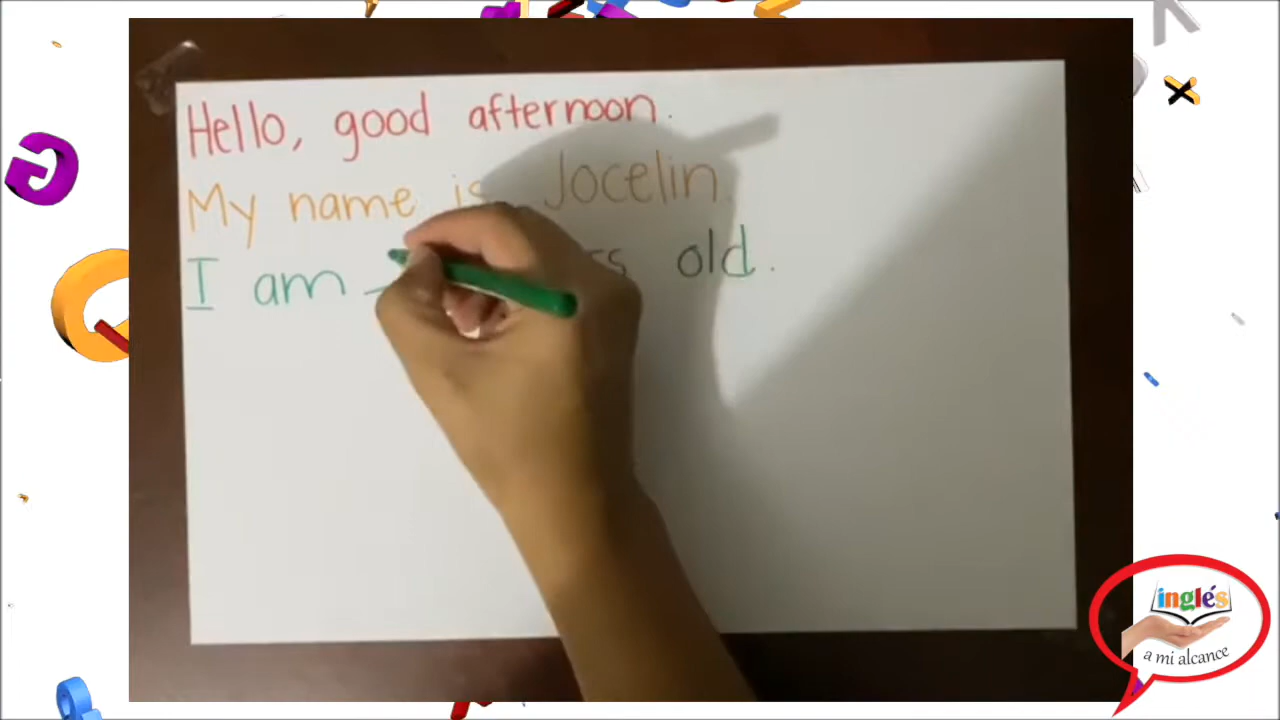 Hello, good afternoon.
My name is Jocelin.
I am old.
inglés
a mi alcance